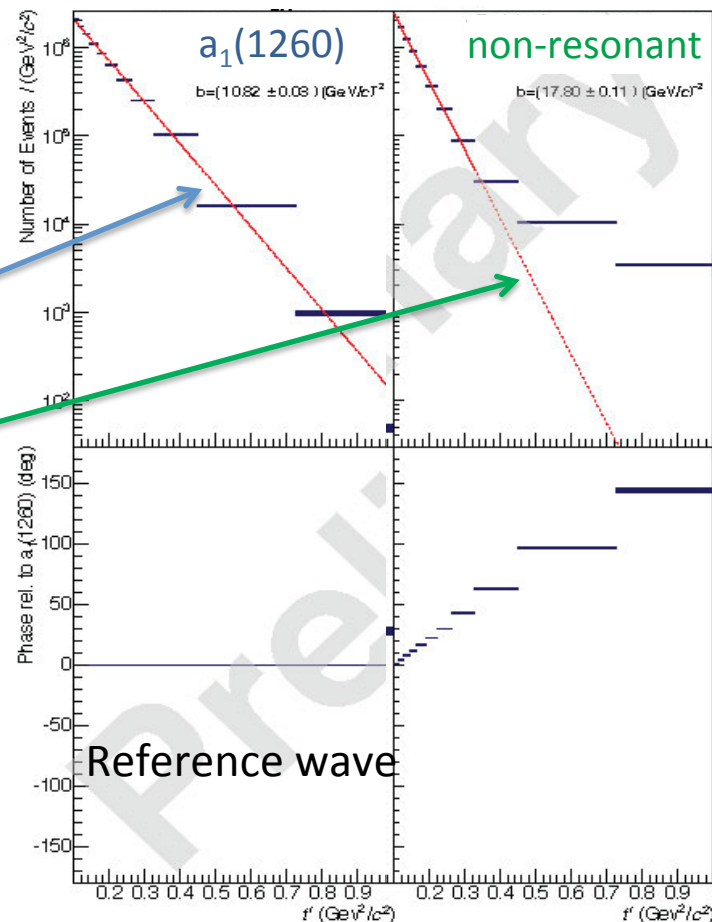 a₁(1260)
non-resonant
b=(10.82 ±0.03 ) (GeV/c)⁻²
b=(17.80 ±0.11 ) (GeV/c)⁻²
Number of Events / (GeV²/c²)
10⁶
10⁵
10⁴
10³
10²
Phase rel. to a₁(1260) (deg)
150
100
50
0
-50
-100
-150
Reference wave
0.2 0.3 0.4 0.5 0.6 0.7 0.8 0.9
0.2 0.3 0.4 0.5 0.6 0.7 0.8 0.9
t' (GeV²/c²)
t' (GeV²/c²)